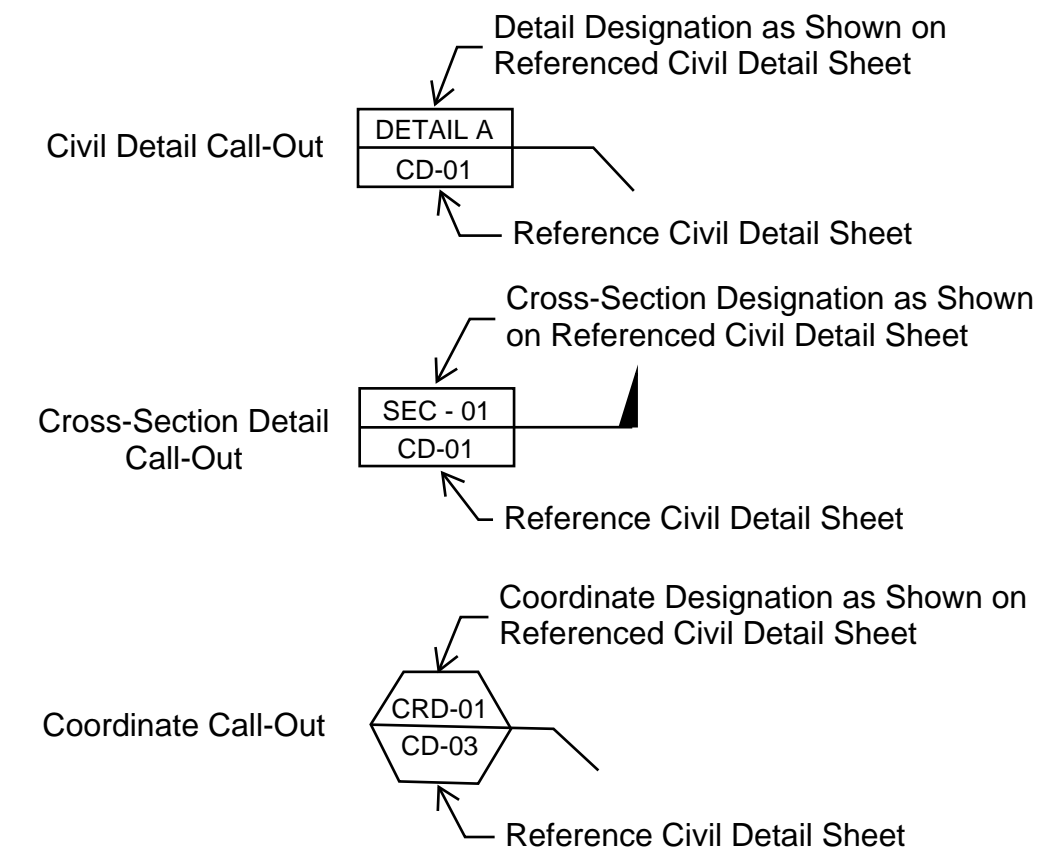 Detail Designation as Shown on
Referenced Civil Detail Sheet
Civil Detail Call-Out
DETAIL A
CD-01
Reference Civil Detail Sheet
Cross-Section Designation as Shown
on Referenced Civil Detail Sheet
Cross-Section Detail
Call-Out
SEC - 01
CD-01
Reference Civil Detail Sheet
Coordinate Designation as Shown on
Referenced Civil Detail Sheet
Coordinate Call-Out
CRD-01
CD-03
Reference Civil Detail Sheet